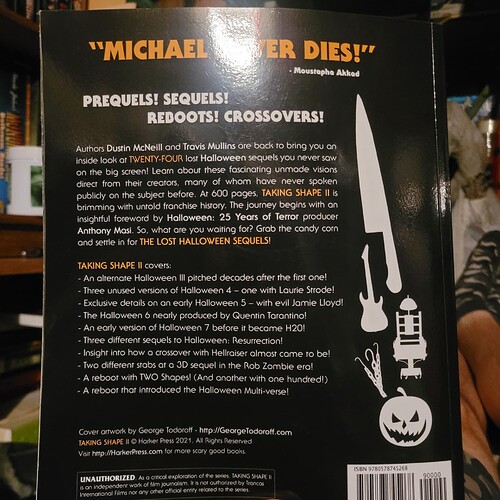 "MICHAEL DIES!"
- Moustapha Akkad
PREQUELS! SEQUELS!
REBOOTS! CROSSOVERS!
Authors Dustin McNeill and Travis Mullins are back to bring you an
inside look at TWENTY-FOUR lost Halloween sequels you never saw
on the big screen! Learn about these fascinating unmade visions
direct from their creators, many of whom have never spoken
publicly on the subject before. At 600 pages, TAKING SHAPE II is
brimming with untold franchise history. The journey begins with an
insightful foreword by Halloween: 25 Years of Terror producer
Anthony Masi. So, what are you waiting for? Grab the candy corn
and settle in for THE LOST HALLOWEEN SEQUELS!
TAKING SHAPE II covers:
- An alternate Halloween III pitched decades after the first one!
- Three unused versions of Halloween 4 – one with Laurie Strode!
- Exclusive details on an early Halloween 5 – with evil Jamie Lloyd!
- The Halloween 6 nearly produced by Quentin Tarantino!
- An early version of Halloween 7 before it became H20!
- Three different sequels to Halloween: Resurrection!
- Insight into how a crossover with Hellraiser almost came to be!
- Two different stabs at a 3D sequel in the Rob Zombie era!
- A reboot with TWO Shapes! (And another with one hundred!)
- A reboot that introduced the Halloween Multi-verse!
Cover artwork by George Todoroff - http://GeorgeTodoroff.com
TAKING SHAPE II © Harker Press 2021. All Rights Reserved
Visit http://HarkerPress.com for more scary good books.
UNAUTHORIZED. As a critical exploration of the series, TAKING SHAPE II
is an independent work of film journalism. It is not authorized by Trancas
International Films nor any other official entity related to the series.
ISBN 9780578745268
90000